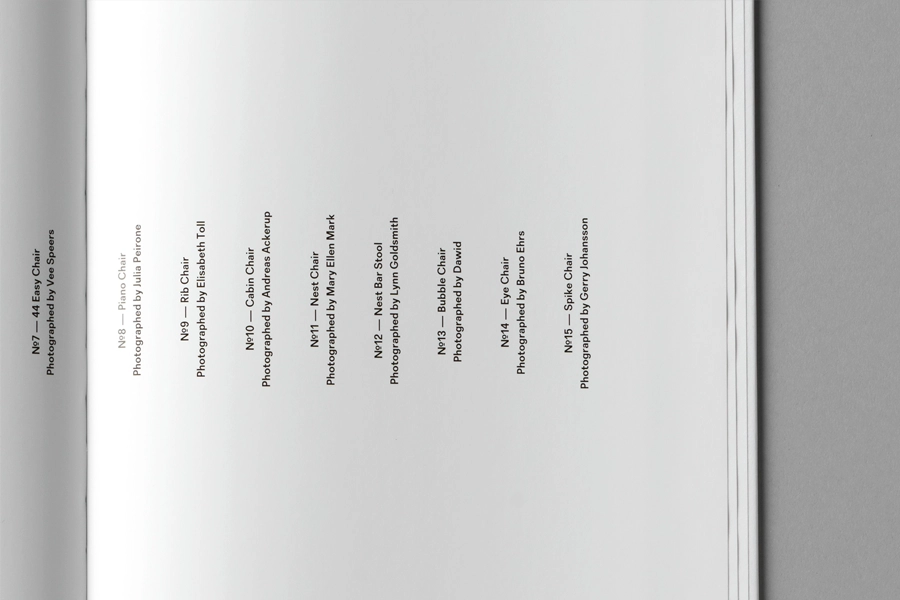 Nº7 — 44 Easy Chair
Photographed by Vee Speers
Nº8 — Piano Chair
Photographed by Julia Peirone
Nº9 — Rib Chair
Photographed by Elisabeth Toll
Nº10 — Cabin Chair
Photographed by Andreas Ackerup
Nº11 — Nest Chair
Photographed by Mary Ellen Mark
Nº12 — Nest Bar Stool
Photographed by Lynn Goldsmith
Nº13 — Bubble Chair
Photographed by Dawid
Nº14 — Eye Chair
Photographed by Bruno Ehrs
Nº15 — Spike Chair
Photographed by Gerry Johansson